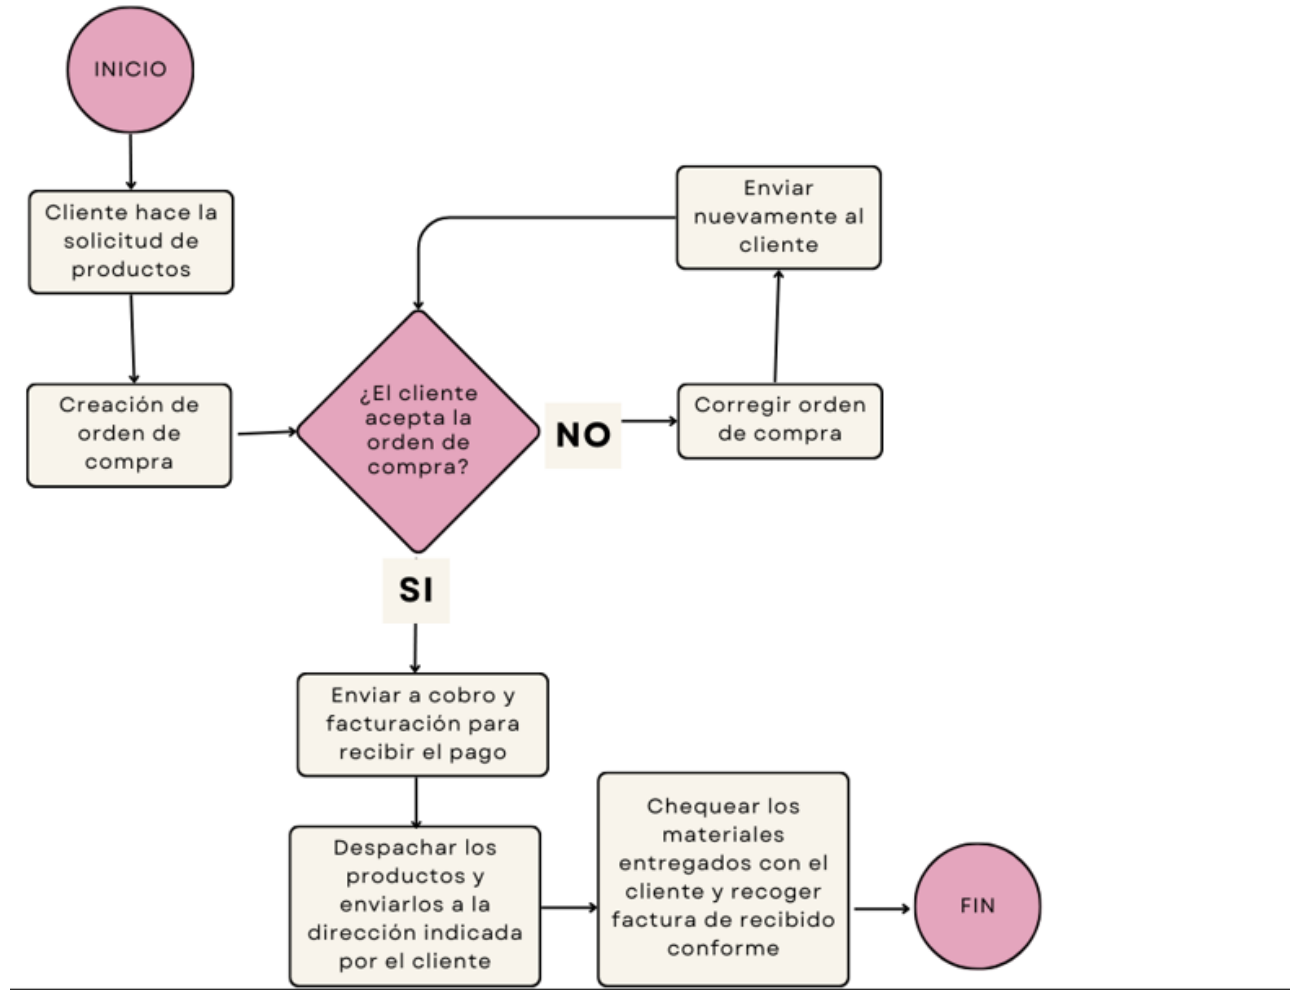 INICIO
Cliente hace la
solicitud de
productos
Creación de
orden de
compra
¿El cliente
acepta la
orden de
compra?
NO
Corregir orden
de compra
Enviar
nuevamente al
cliente
SI
Enviar a cobro y
facturación para
recibir el pago
Despachar los
productos y
enviarlos a la
dirección indicada
por el cliente
Chequear los
materiales
entregados con el
cliente y recoger
factura de recibido
conforme
FIN